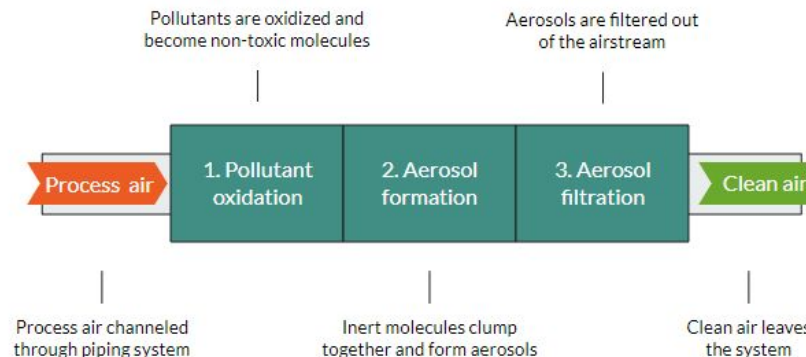 Pollutants are oxidized and
become non-toxic molecules
Aerosols are filtered out
of the airstream
Process air
1. Pollutant
oxidation
2. Aerosol
formation
3. Aerosol
filtration
Clean air
Process air channeled
through piping system
Inert molecules clump
together and form aerosols
Clean air leaves
the system